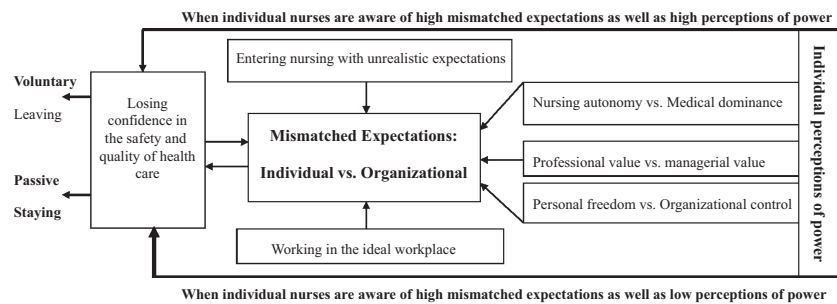 When individual nurses are aware of high mismatched expectations as well as high perceptions of power
Entering nursing with unrealistic expectations
Voluntary
Leaving
Losing
confidence in
the safety and
quality of health
care
Passive
Staying
Mismatched Expectations:
Individual vs. Organizational
Nursing autonomy vs. Medical dominance
Professional value vs. managerial value
Personal freedom vs. Organizational control
Individual perceptions of power
Working in the ideal workplace
When individual nurses are aware of high mismatched expectations as well as low perceptions of power